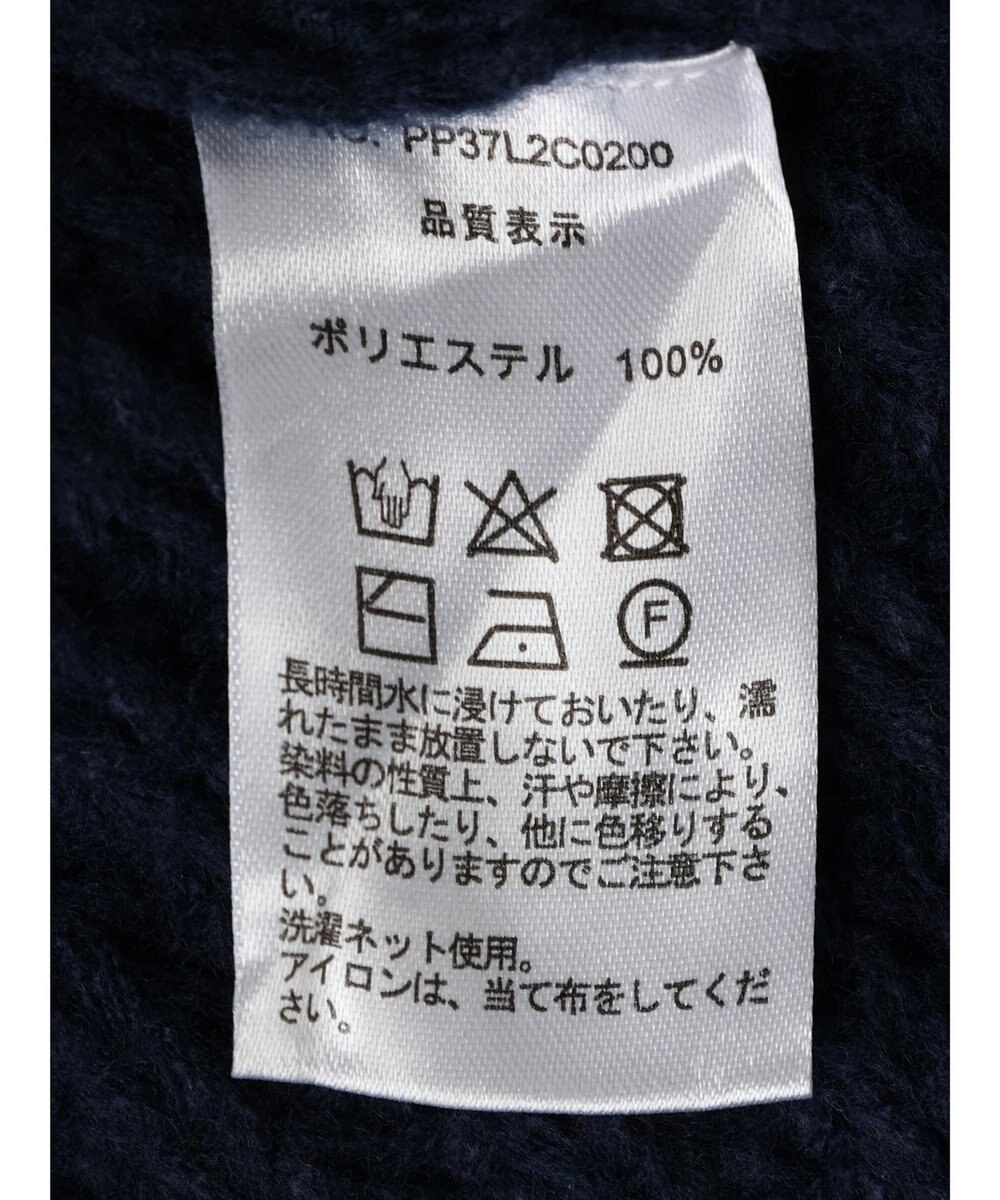 PP37L2C0200
品質表示
ポリエステル 100%
F
長時間水に浸けておいたり、濡
れたまま放置しないで下さい。
染料の性質上、汗や摩擦により、
色落ちしたり、他に色移りする
ことがありますのでご注意下さ
い。
洗濯ネット使用。
アイロンは、当て布をしてくだ
さい。